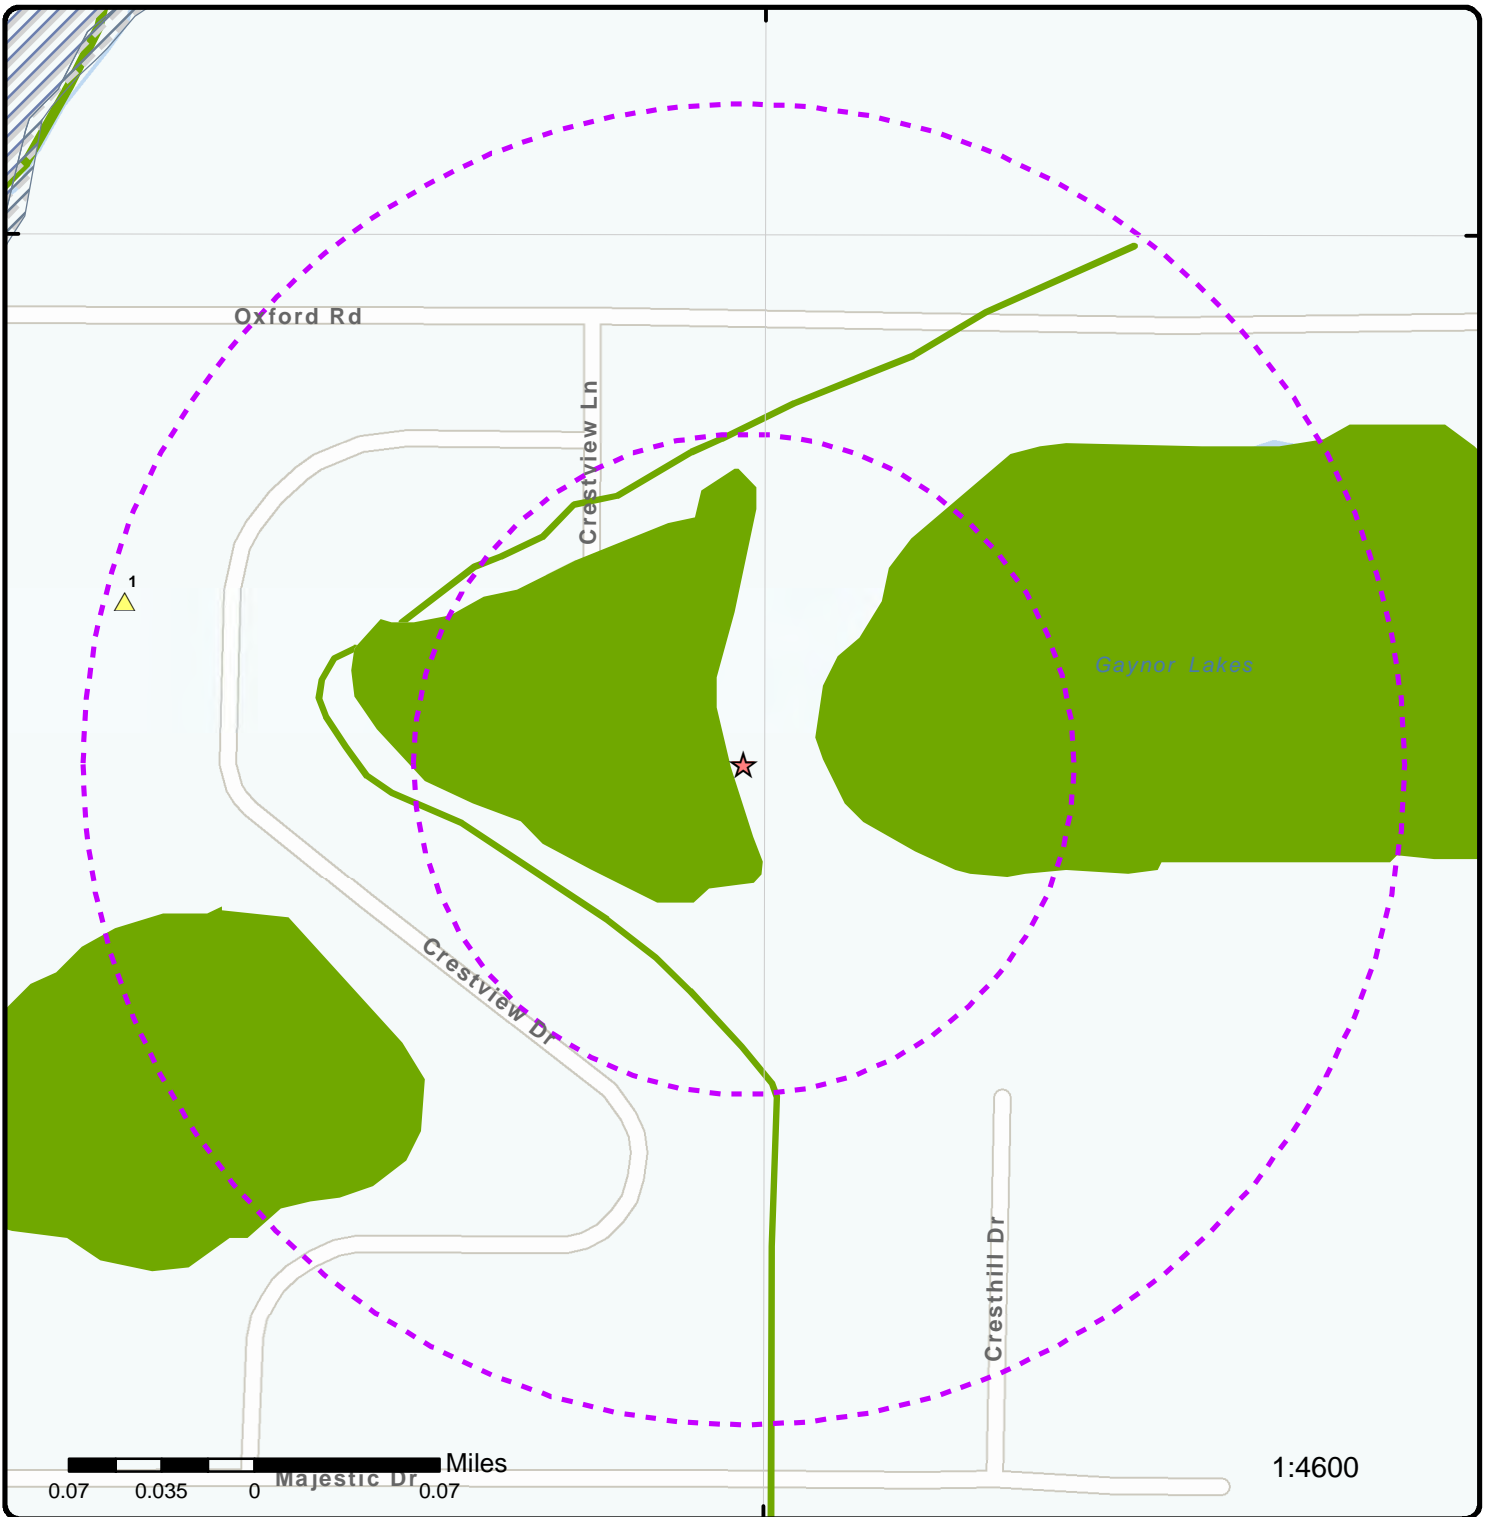 Oxford Rd
Crestview Ln
1
Gaynor Lakes
Crestview Dr
Cresthill Dr
Miles
1:4600
Majestic Dr
0.07 0.035 0 0.07